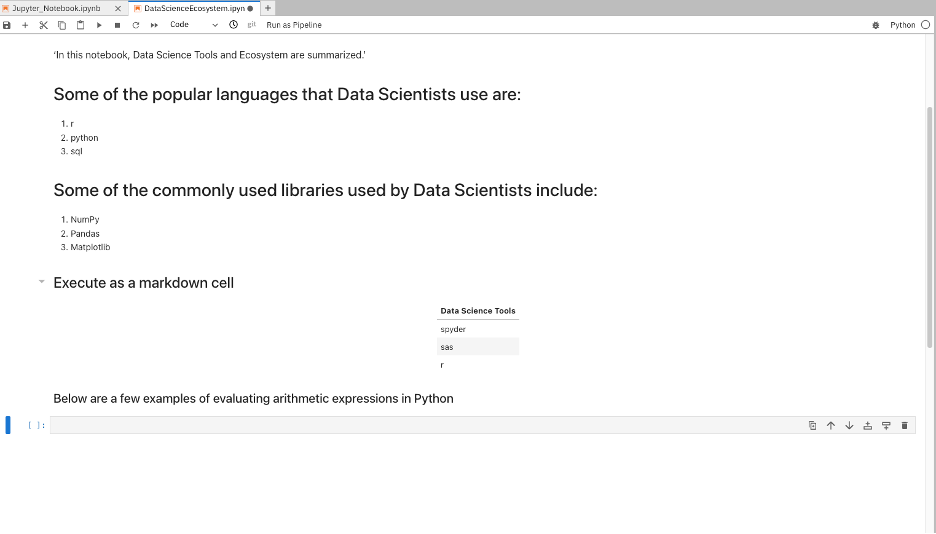 Jupyter_Notebook.ipynb
DataScienceEcosystem.ipyn
Code
git
Run as Pipeline
Python
'In this notebook, Data Science Tools and Ecosystem are summarized.'
Some of the popular languages that Data Scientists use are:
1. r
2. python
3. sql
Some of the commonly used libraries used by Data Scientists include:
1. NumPy
2. Pandas
3. Matplotlib
Execute as a markdown cell
Data Science Tools
spyder
sas
r
Below are a few examples of evaluating arithmetic expressions in Python
[ ]: